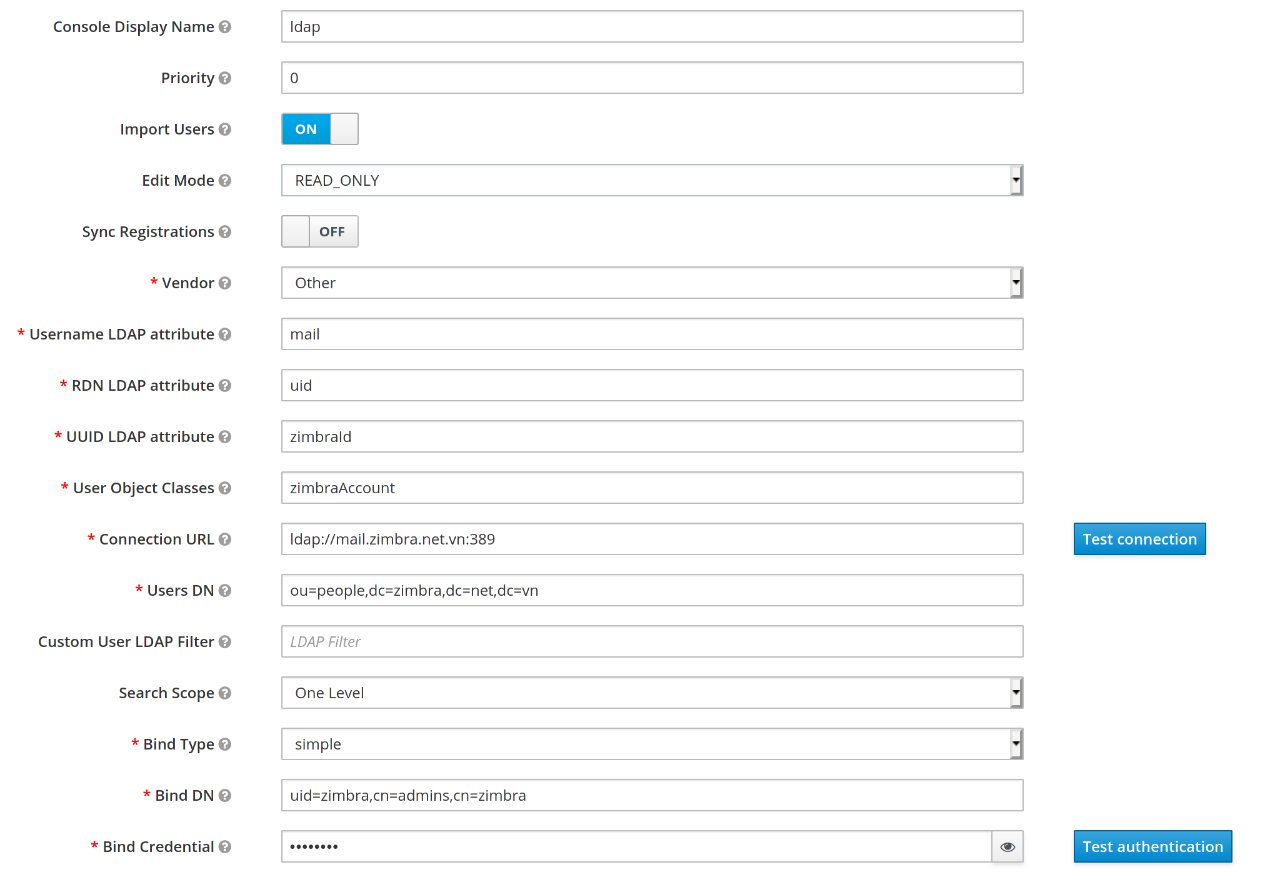 Console Display Name ldap
Priority 0
Import Users ON
Edit Mode READ_ONLY
Sync Registrations OFF
* Vendor Other
* Username LDAP attribute mail
* RDN LDAP attribute uid
* UUID LDAP attribute zimbraId
* User Object Classes zimbraAccount
* Connection URL ldap://mail.zimbra.net.vn:389 Test connection
* Users DN ou=people,dc=zimbra,dc=net,dc=vn
Custom User LDAP Filter LDAP Filter
Search Scope One Level
* Bind Type simple
* Bind DN uid=zimbra,cn=admins,cn=zimbra
* Bind Credential •••••••• Test authentication